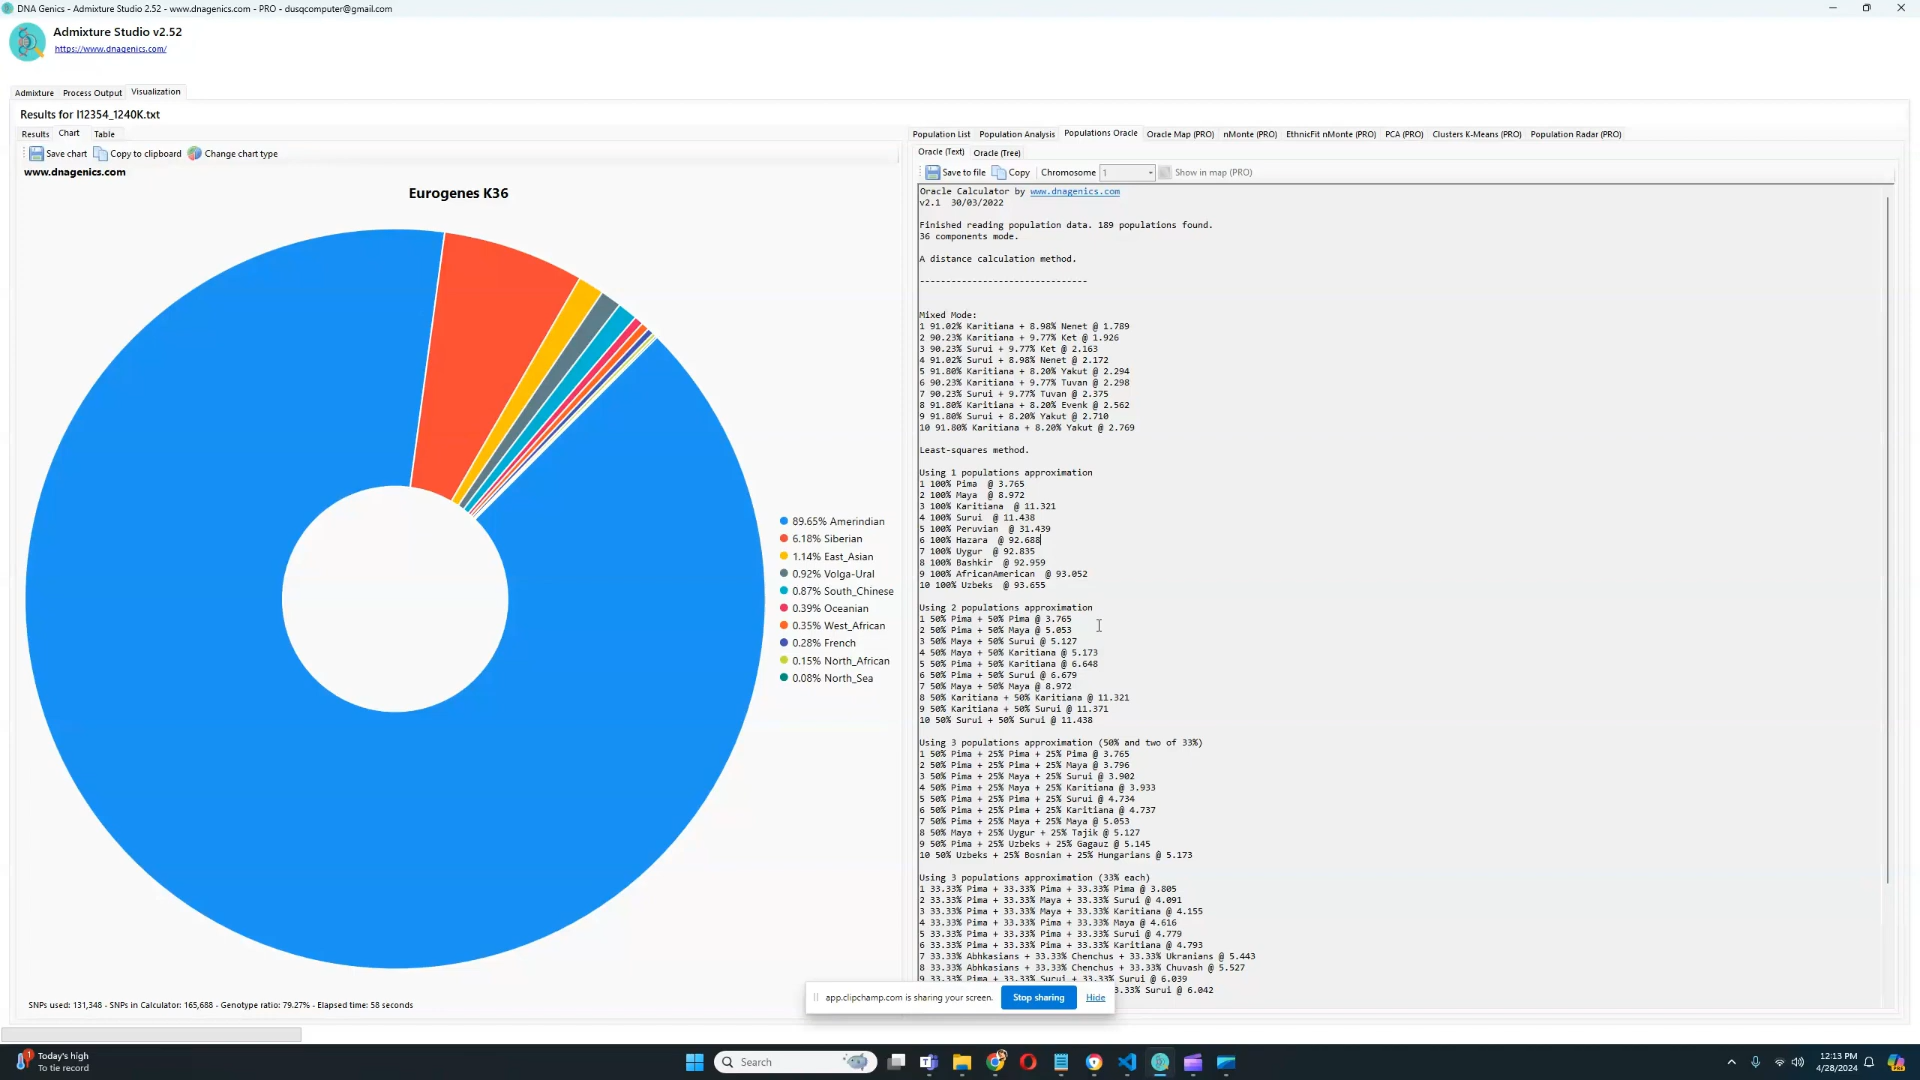 DNA Genics - Admixture Studio 2.52 - www.dnagenics.com - PRO - dusqcomputer@gmail.com
Admixture Studio v2.52
https://www.dnagenics.com/
Admixture Process Output Visualization
Results for I12354_1240K.txt
Results Chart Table
Save chart Copy to clipboard Change chart type
www.dnagenics.com
Eurogenes K36
89.65% Amerindian
6.18% Siberian
1.14% East_Asian
0.92% Volga-Ural
0.87% South_Chinese
0.39% Oceanian
0.35% West_African
0.28% French
0.15% North_African
0.08% North_Sea
SNPs used: 131,348 - SNPs in Calculator: 165,688 - Genotype ratio: 79.27% - Elapsed time: 58 seconds
Population List Population Analysis Populations Oracle Oracle Map (PRO) nMonte (PRO) EthnicFit nMonte (PRO) PCA (PRO) Clusters K-Means (PRO) Population Radar (PRO)
Oracle (Text) Oracle (Tree)
Save to file Copy Chromosome 1 Show in map (PRO)
Oracle Calculator by www.dnagenics.com
v2.1 30/03/2022
Finished reading population data. 189 populations found.
36 components mode.
A distance calculation method.
--------------------------------
Mixed Mode:
1 91.02% Karitiana + 8.98% Nenet @ 1.789
2 90.23% Karitiana + 9.77% Ket @ 1.926
3 90.23% Surui + 9.77% Ket @ 2.163
4 91.02% Surui + 8.98% Nenet @ 2.172
5 91.80% Karitiana + 8.20% Yakut @ 2.294
6 90.23% Karitiana + 9.77% Tuvan @ 2.298
7 90.23% Surui + 9.77% Tuvan @ 2.375
8 91.80% Karitiana + 8.20% Evenk @ 2.562
9 91.80% Surui + 8.20% Yakut @ 2.710
10 91.80% Karitiana + 8.20% Yakut @ 2.769
Least-squares method.
Using 1 populations approximation
1 100% Pima @ 3.765
2 100% Maya @ 8.972
3 100% Karitiana @ 11.321
4 100% Surui @ 11.438
5 100% Peruvian @ 31.439
6 100% Hazara @ 92.688
7 100% Uygur @ 92.835
8 100% Bashkir @ 92.959
9 100% AfricanAmerican @ 93.052
10 100% Uzbeks @ 93.655
Using 2 populations approximation
1 50% Pima + 50% Pima @ 3.765
2 50% Pima + 50% Maya @ 5.053
3 50% Maya + 50% Surui @ 5.127
4 50% Maya + 50% Karitiana @ 5.173
5 50% Pima + 50% Karitiana @ 6.648
6 50% Pima + 50% Surui @ 6.679
7 50% Maya + 50% Maya @ 8.972
8 50% Karitiana + 50% Karitiana @ 11.321
9 50% Karitiana + 50% Surui @ 11.371
10 50% Surui + 50% Surui @ 11.438
Using 3 populations approximation (50% and two of 33%)
1 50% Pima + 25% Pima + 25% Pima @ 3.765
2 50% Pima + 25% Pima + 25% Maya @ 3.796
3 50% Pima + 25% Maya + 25% Surui @ 3.902
4 50% Pima + 25% Maya + 25% Karitiana @ 3.933
5 50% Pima + 25% Pima + 25% Surui @ 4.734
6 50% Pima + 25% Pima + 25% Karitiana @ 4.737
7 50% Pima + 25% Maya + 25% Maya @ 5.053
8 50% Maya + 25% Uygur + 25% Tajik @ 5.127
9 50% Pima + 25% Uzbeks + 25% Gagauz @ 5.145
10 50% Uzbeks + 25% Bosnian + 25% Hungarians @ 5.173
Using 3 populations approximation (33% each)
1 33.33% Pima + 33.33% Pima + 33.33% Pima @ 3.805
2 33.33% Pima + 33.33% Maya + 33.33% Surui @ 4.091
3 33.33% Pima + 33.33% Maya + 33.33% Karitiana @ 4.155
4 33.33% Pima + 33.33% Pima + 33.33% Maya @ 4.616
5 33.33% Pima + 33.33% Pima + 33.33% Surui @ 4.779
6 33.33% Pima + 33.33% Pima + 33.33% Karitiana @ 4.793
7 33.33% Abhkasians + 33.33% Chenchus + 33.33% Ukranians @ 5.443
8 33.33% Abhkasians + 33.33% Chenchus + 33.33% Chuvash @ 5.527
9 33.33% Pima + 33.33% Surui + 33.33% Surui @ 6.039
3.33% Surui @ 6.042
app.clipchamp.com is sharing your screen. Stop sharing Hide
1 Today's high
To tie record
Search
12:13 PM
4/28/2024